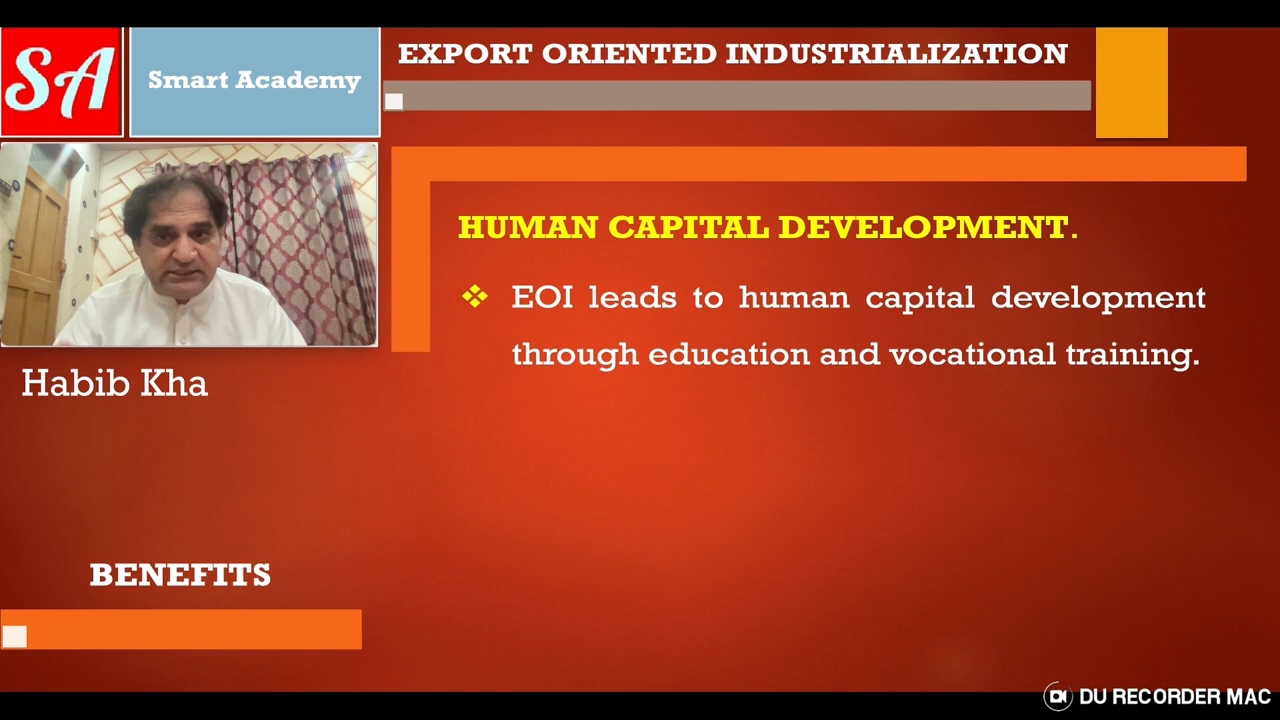 SA
Smart Academy
EXPORT ORIENTED INDUSTRIALIZATION
HUMAN CAPITAL DEVELOPMENT.
❖ EOI leads to human capital development
through education and vocational training.
Habib Kha
BENEFITS
DU RECORDER MAC